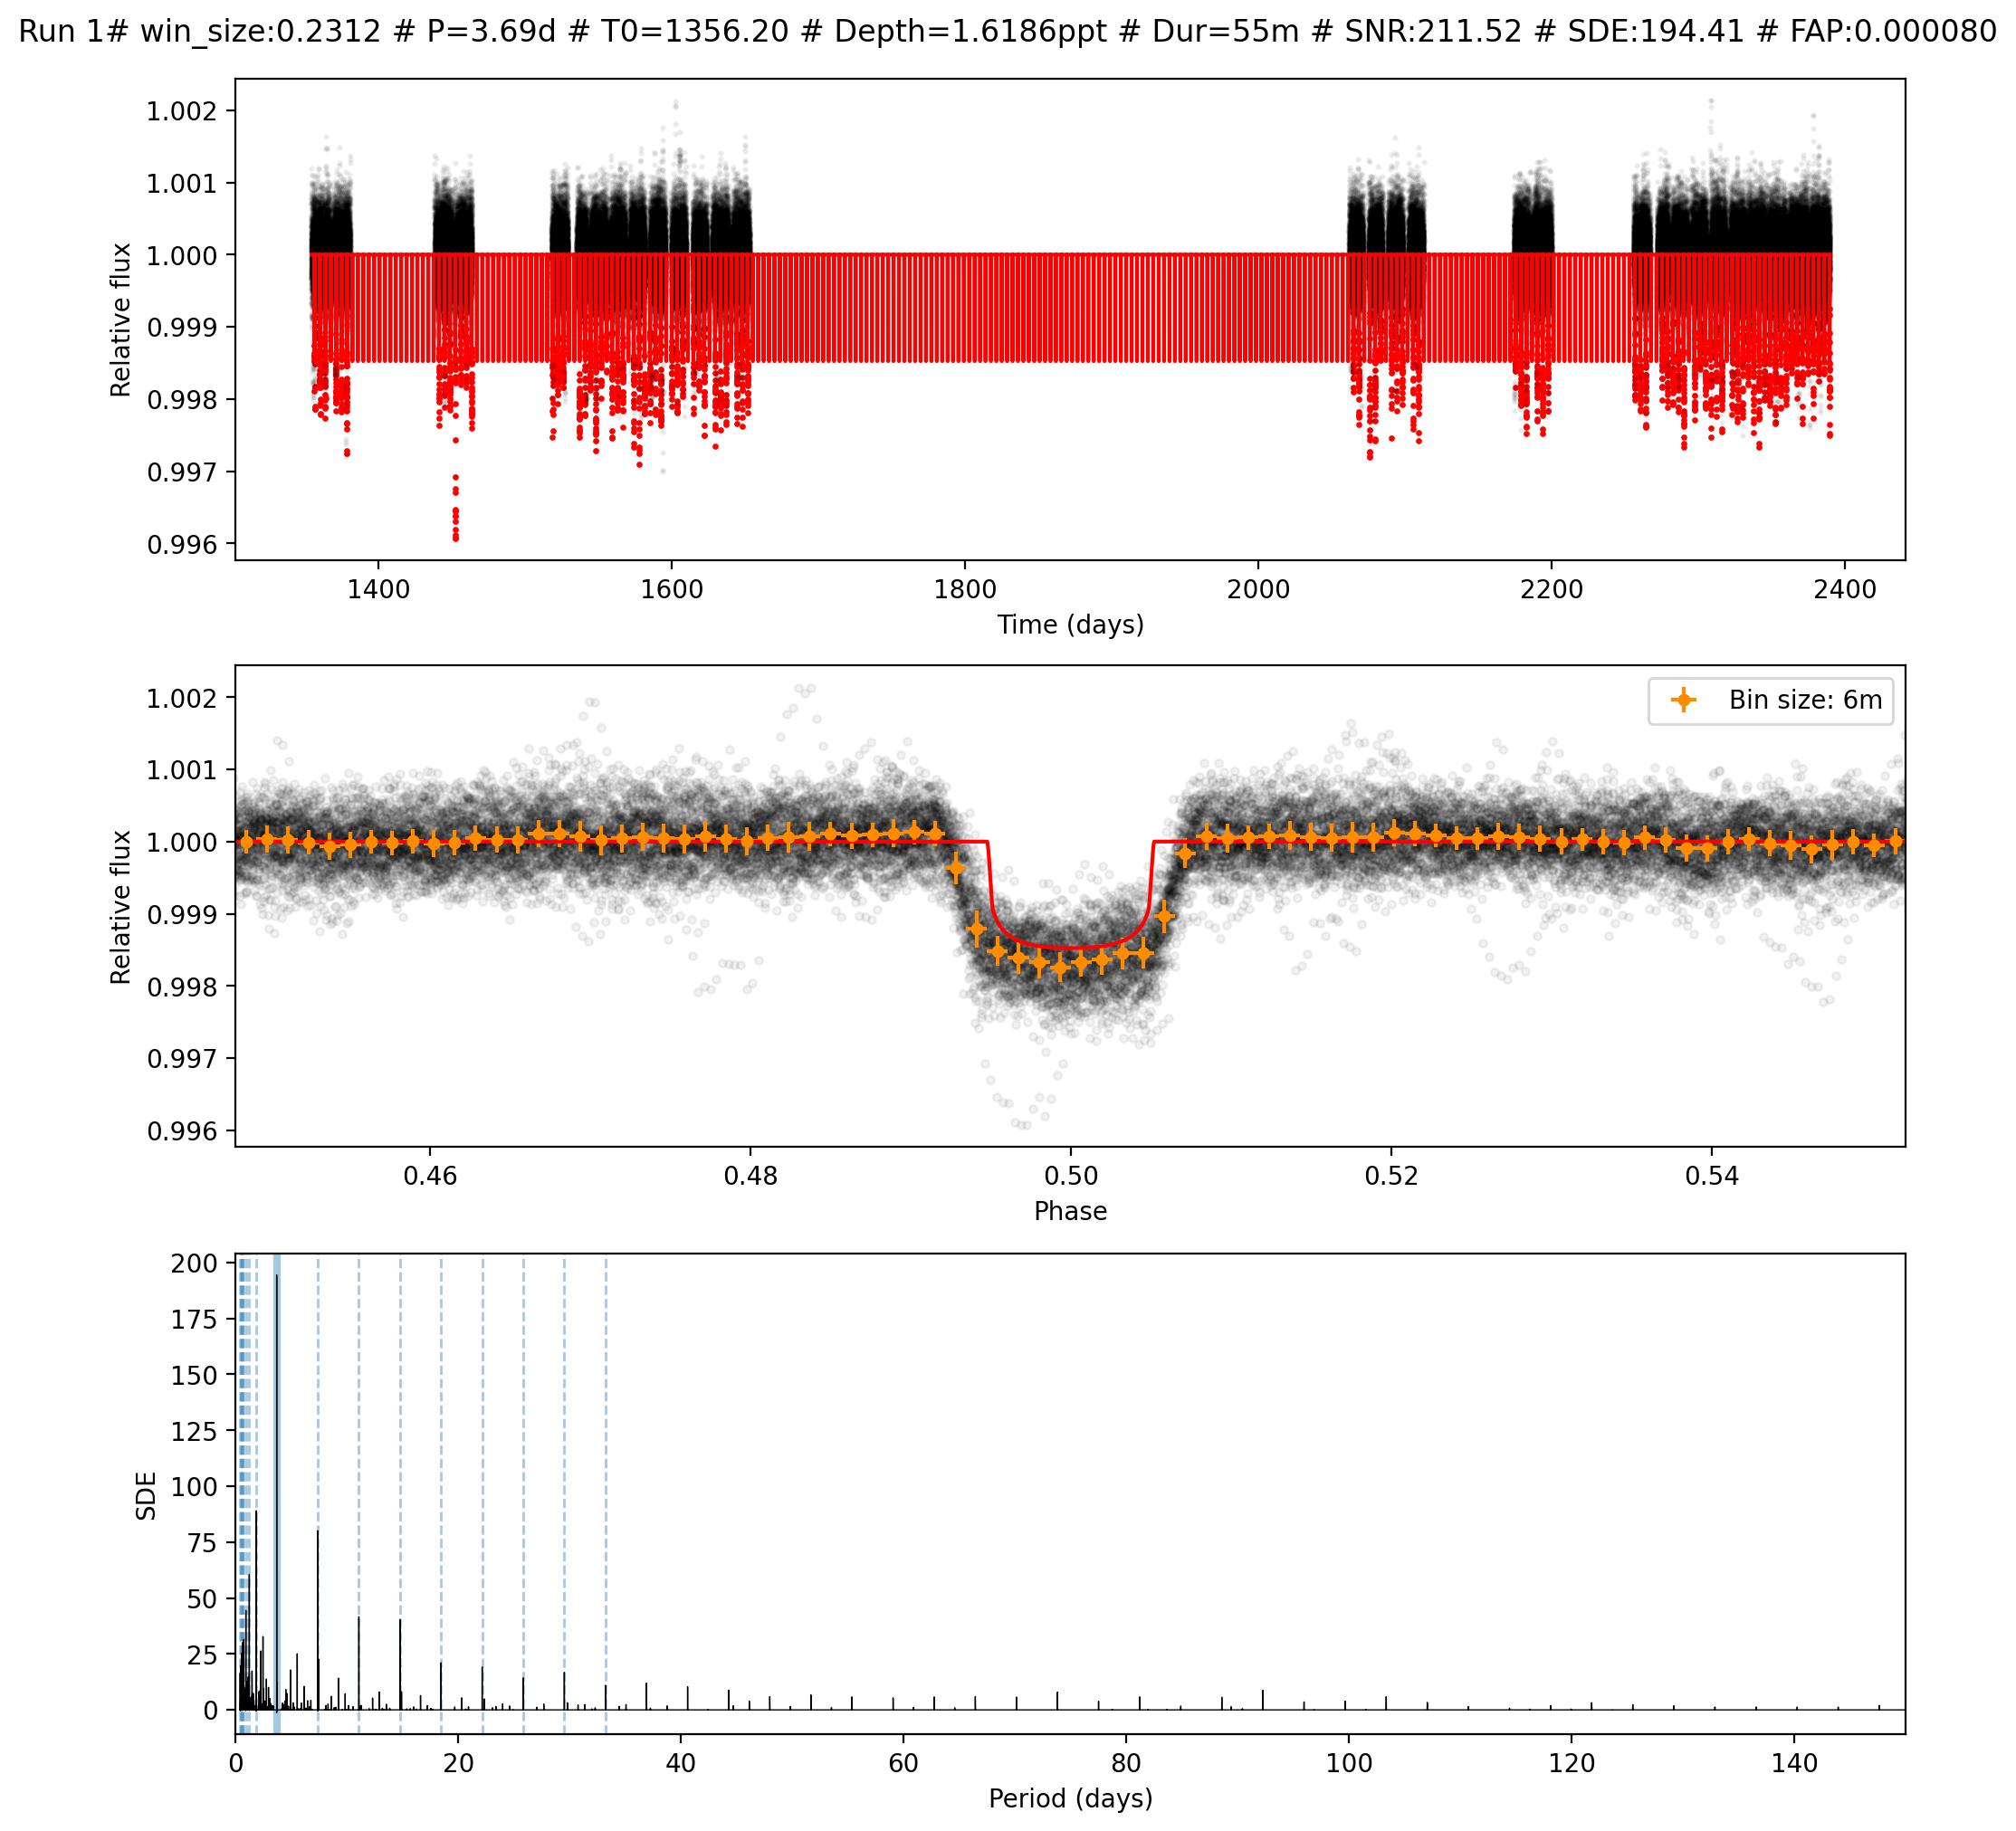 Run 1# win_size:0.2312 # P=3.69d # T0=1356.20 # Depth=1.6186ppt # Dur=55m # SNR:211.52 # SDE:194.41 # FAP:0.000080
1.002
1.001
1.000
0.999
0.998
0.997
0.996
Relative flux
1400 1600 1800 2000 2200 2400
Time (days)
Bin size: 6m
1.002
1.001
1.000
0.999
0.998
0.997
0.996
Relative flux
0.46 0.48 0.50 0.52 0.54
Phase
200
175
150
125
100
75
50
25
0
SDE
0 20 40 60 80 100 120 140
Period (days)